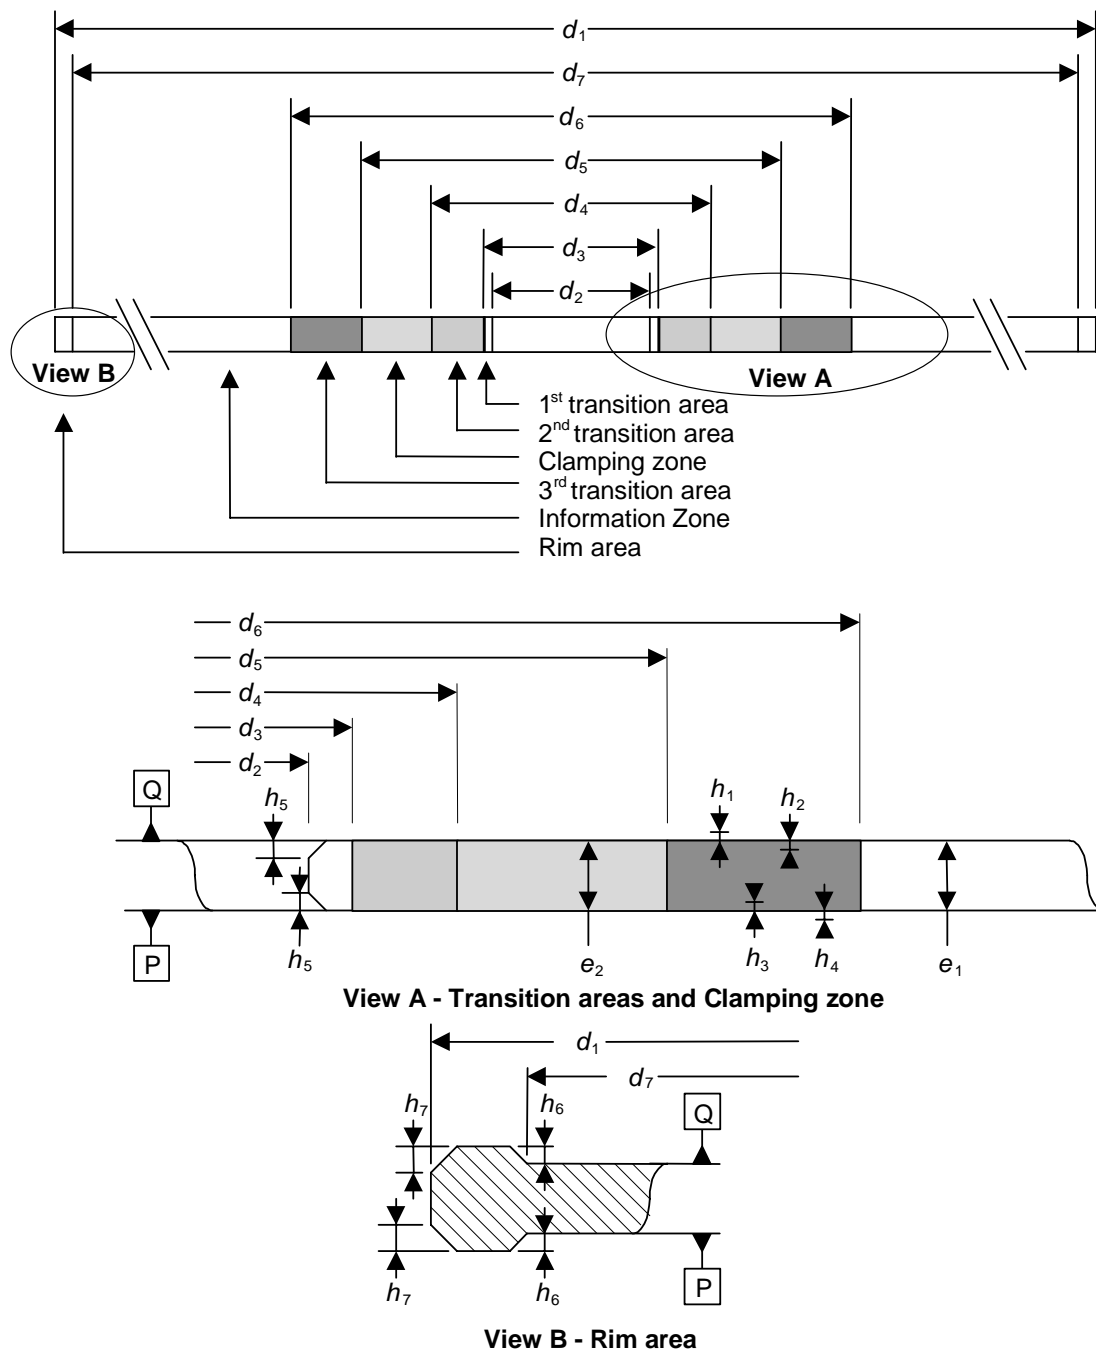 d1
d7
d6
d5
d4
d3
d2
View B
View A
1st transition area
2nd transition area
Clamping zone
3rd transition area
Information Zone
Rim area
d6
d5
d4
d3
d2
Q
h5
h1
h2
P
h5
e2
h3
h4
e1
View A - Transition areas and Clamping zone
d1
d7
h7
h6
Q
h7
h6
P
View B - Rim area